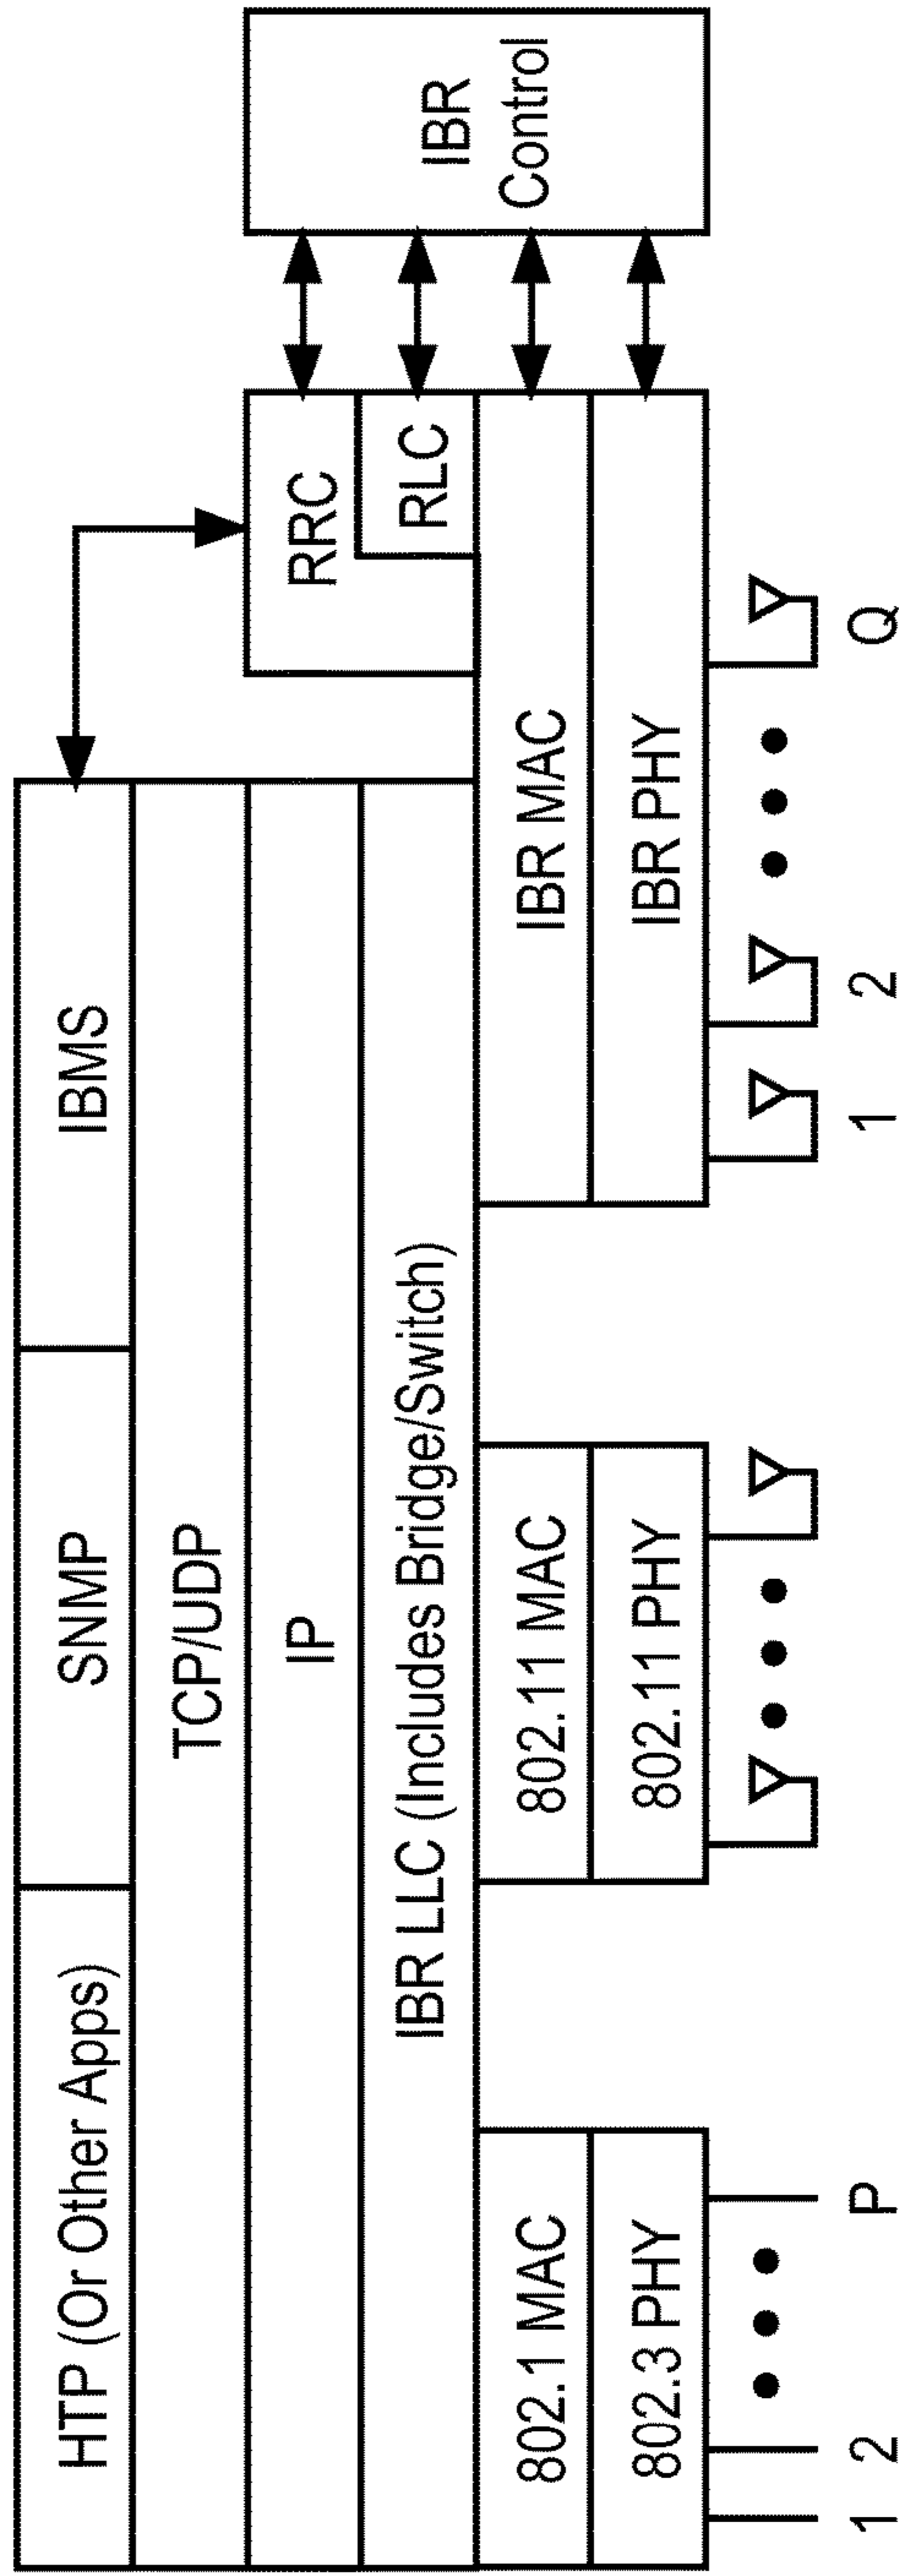 HTP (Or Other Apps)
SNMP
IBMS
TCP/UDP
IP
RRC
IBR
Control
IBR LLC (Includes Bridge/Switch)
RLC
802.1 MAC
802.11 MAC
IBR MAC
802.3 PHY
802.11 PHY
IBR PHY
1 2 P
1 2 Q